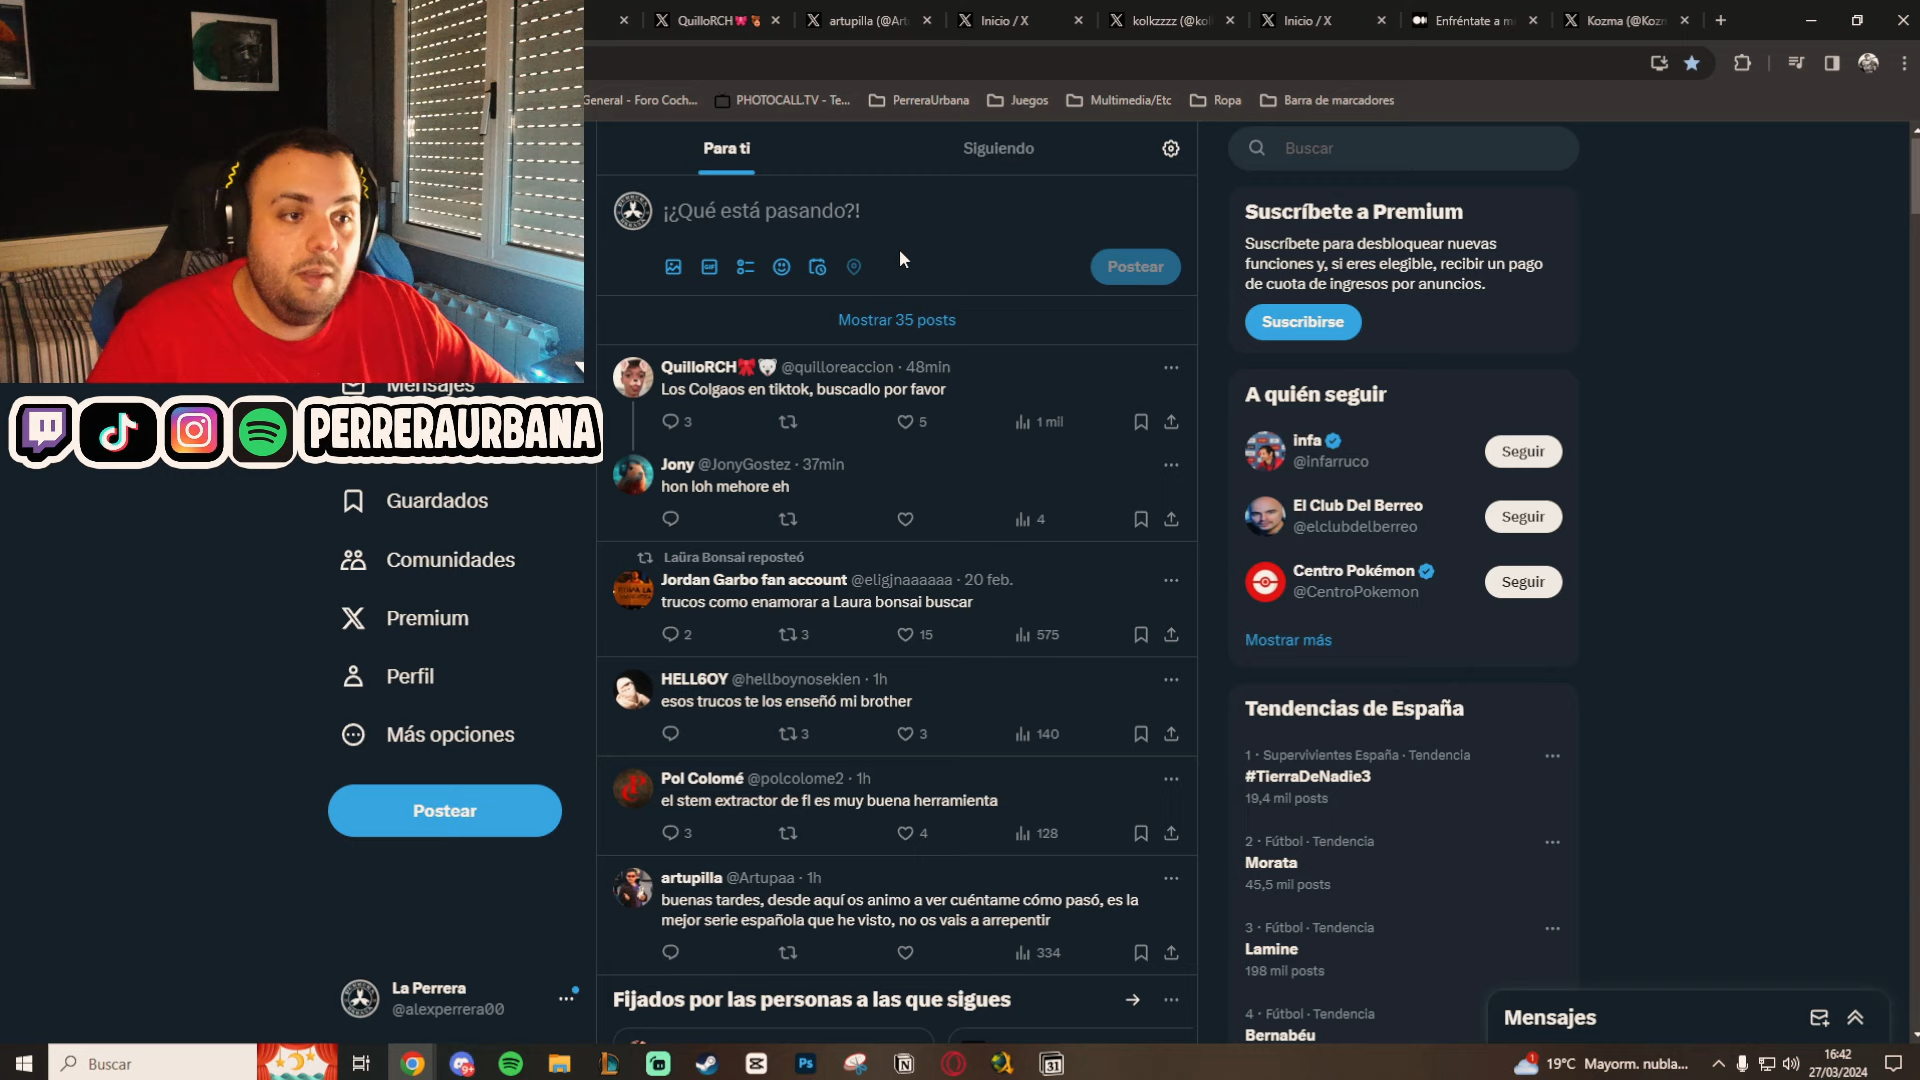 QuilloRCH
artupilla (@Art
Inicio / X
kolkzzzz (@kol
Inicio / X
Enfréntate a mi
Kozma (@Kozm
General - Foro Coch...
PHOTOCALL.TV - Te...
PerreraUrbana
Juegos
Multimedia/Etc
Ropa
Barra de marcadores
Para ti
Siguiendo
¡¿Qué está pasando?!
Postear
Mostrar 35 posts
QuilloRCH @quilloreaccion · 48min
Los Colgaos en tiktok, buscadlo por favor
3
5
1 mil
Jony @JonyGostez · 37min
hon loh mehore eh
4
Laüra Bonsai reposteó
Jordan Garbo fan account @eligjnaaaaaa · 20 feb.
trucos como enamorar a Laura bonsai buscar
2
3
15
575
HELL6OY @hellboynosekien · 1h
esos trucos te los enseñó mi brother
3
3
140
Pol Colomé @polcolome2 · 1h
el stem extractor de fl es muy buena herramienta
3
4
128
artupilla @Artupaa · 1h
buenas tardes, desde aquí os animo a ver cuéntame cómo pasó, es la
mejor serie española que he visto, no os vais a arrepentir
334
Fijados por las personas a las que sigues
Mensajes
PERRERAURBANA
Guardados
Comunidades
Premium
Perfil
Más opciones
Postear
La Perrera
@alexperrera00
Buscar
Suscríbete a Premium
Suscríbete para desbloquear nuevas
funciones y, si eres elegible, recibir un pago
de cuota de ingresos por anuncios.
Suscribirse
A quién seguir
infa
@infarruco
Seguir
El Club Del Berreo
@elclubdelberreo
Seguir
Centro Pokémon
@CentroPokemon
Seguir
Mostrar más
Tendencias de España
1 · Supervivientes España · Tendencia
#TierraDeNadie3
19,4 mil posts
2 · Fútbol · Tendencia
Morata
45,5 mil posts
3 · Fútbol · Tendencia
Lamine
198 mil posts
4 · Fútbol · Tendencia
Bernabéu
Mensajes
Buscar
Ps
31
19°C Mayorm. nubla...
16:42
27/03/2024